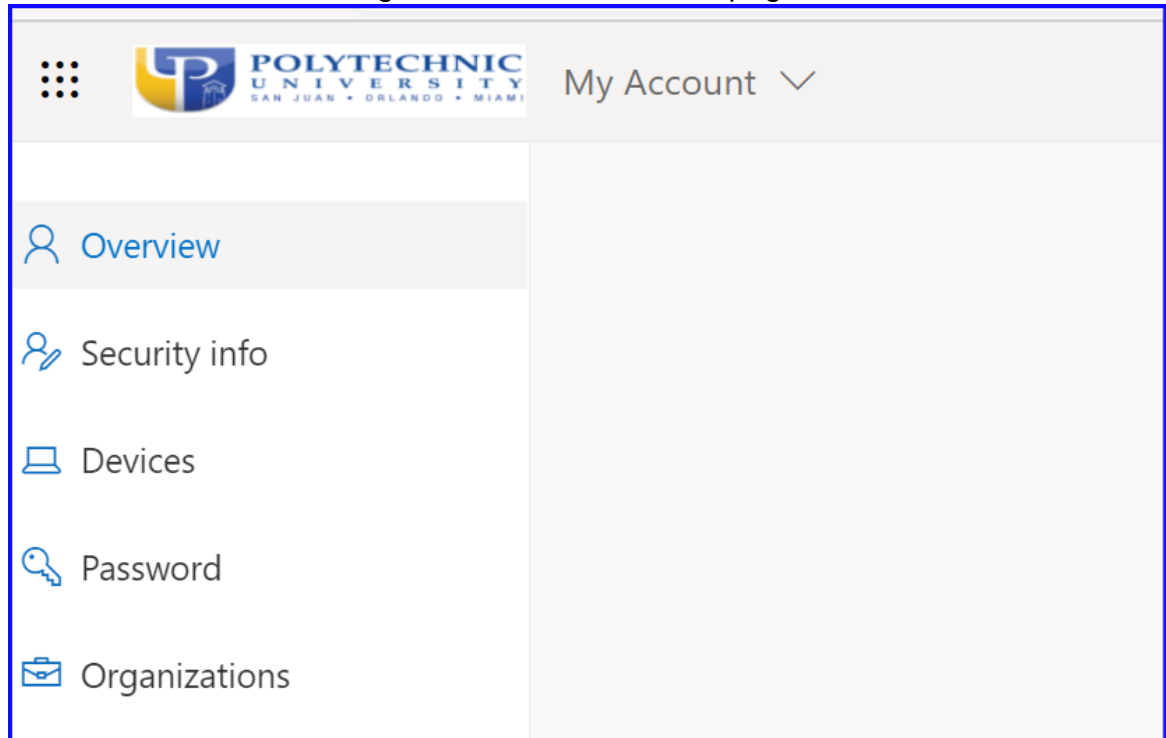 POLYTECHNIC
UNIVERSITY
SAN JUAN • ORLANDO • MIAMI
My Account
Overview
Security info
Devices
Password
Organizations